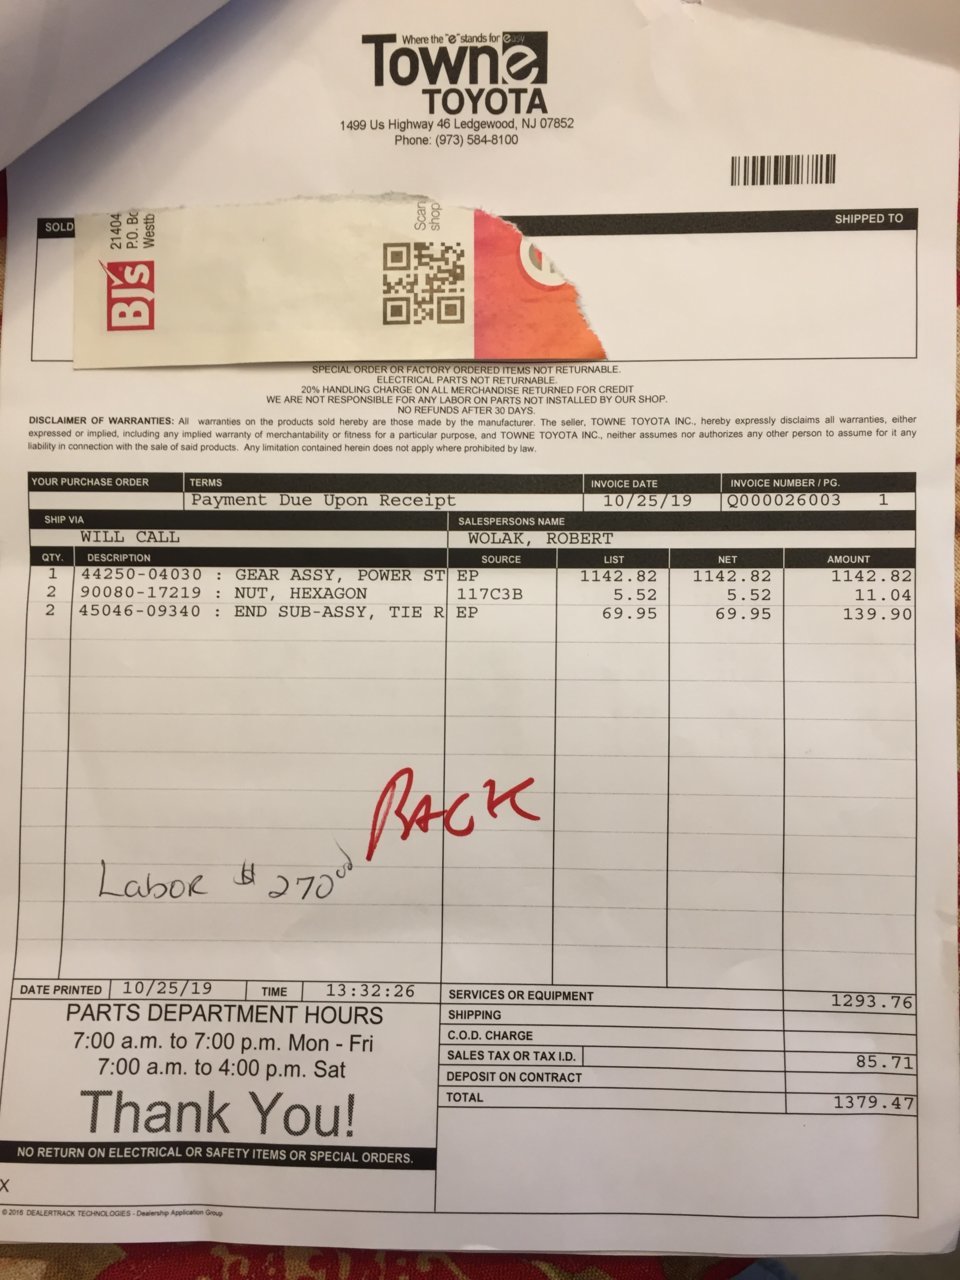 Where the "e" stands for easy
Towne
TOYOTA
1499 Us Highway 46 Ledgewood, NJ 07852
Phone: (973) 584-8100
SOLD
SHIPPED TO
BJ's
21404
P.O. Bo
Westb
Scan
shop
SPECIAL ORDER OR FACTORY ORDERED ITEMS NOT RETURNABLE.
ELECTRICAL PARTS NOT RETURNABLE.
20% HANDLING CHARGE ON ALL MERCHANDISE RETURNED FOR CREDIT
WE ARE NOT RESPONSIBLE FOR ANY LABOR ON PARTS NOT INSTALLED BY OUR SHOP.
NO REFUNDS AFTER 30 DAYS.
DISCLAIMER OF WARRANTIES: All warranties on the products sold hereby are those made by the manufacturer. The seller, TOWNE TOYOTA INC., hereby expressly disclaims all warranties, either
expressed or implied, including any implied warranty of merchantability or fitness for a particular purpose, and TOWNE TOYOTA INC., neither assumes nor authorizes any other person to assume for it any
liability in connection with the sale of said products. Any limitation contained herein does not apply where prohibited by law.
YOUR PURCHASE ORDER TERMS INVOICE DATE INVOICE NUMBER / PG.
Payment Due Upon Receipt 10/25/19 Q000026003 1
SHIP VIA SALESPERSONS NAME
WILL CALL WOLAK, ROBERT
QTY. DESCRIPTION SOURCE LIST NET AMOUNT
1 44250-04030 : GEAR ASSY, POWER ST EP 1142.82 1142.82 1142.82
2 90080-17219 : NUT, HEXAGON 117C3B 5.52 5.52 11.04
2 45046-09340 : END SUB-ASSY, TIE R EP 69.95 69.95 139.90
RACK
Labor $ 270
DATE PRINTED 10/25/19 TIME 13:32:26
PARTS DEPARTMENT HOURS
7:00 a.m. to 7:00 p.m. Mon - Fri
7:00 a.m. to 4:00 p.m. Sat
Thank You!
NO RETURN ON ELECTRICAL OR SAFETY ITEMS OR SPECIAL ORDERS.
X
SERVICES OR EQUIPMENT 1293.76
SHIPPING
C.O.D. CHARGE
SALES TAX OR TAX I.D. 85.71
DEPOSIT ON CONTRACT
TOTAL 1379.47
© 2016 DEALERTRACK TECHNOLOGIES - Dealership Application Group